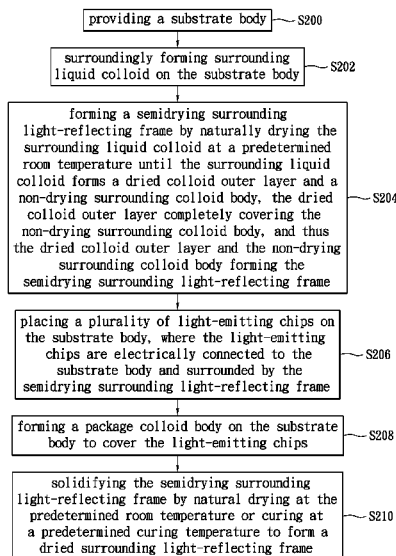 providing a substrate body
S200
surroundingly forming surrounding
liquid colloid on the substrate body
S202
forming a semidrying surrounding
light-reflecting frame by naturally drying the
surrounding liquid colloid at a predetermined
room temperature until the surrounding liquid
colloid forms a dried colloid outer layer and a
non-drying surrounding colloid body, the dried
colloid outer layer completely covering the
non-drying surrounding colloid body, and thus
the dried colloid outer layer and the non-drying
surrounding colloid body forming the
semidrying surrounding light-reflecting frame
S204
placing a plurality of light-emitting chips on
the substrate body, where the light-emitting
chips are electrically connected to the
substrate body and surrounded by the
semidrying surrounding light-reflecting frame
S206
forming a package colloid body on the substrate
body to cover the light-emitting chips
S208
solidifying the semidrying surrounding
light-reflecting frame by natural drying at the
predetermined room temperature or curing at
a predetermined curing temperature to form a
dried surrounding light-reflecting frame
S210